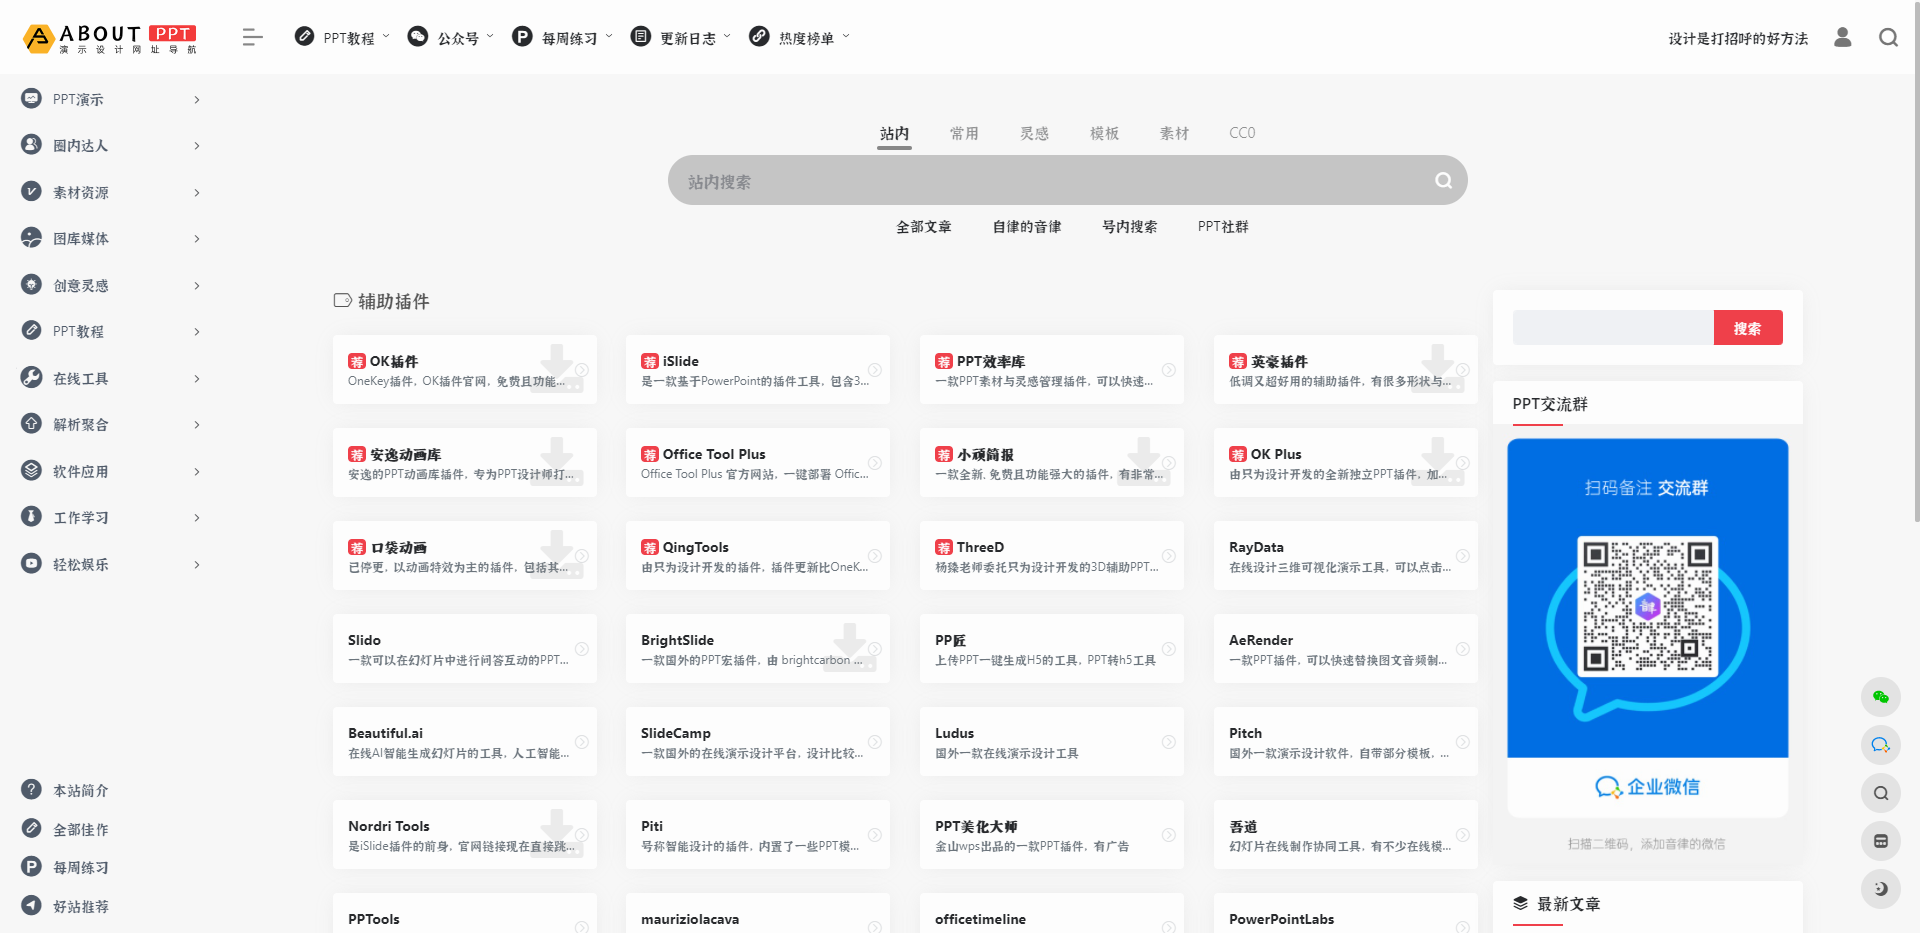 ABOUT PPT
演示设计网址导航
PPT教程
公众号
每周练习
更新日志
热度榜单
设计是打招呼的好方法
PPT演示
圈内达人
素材资源
图库媒体
创意灵感
PPT教程
在线工具
解析聚合
软件应用
工作学习
轻松娱乐
本站简介
全部佳作
每周练习
好站推荐
站内 常用 灵感 模板 素材 CC0
站内搜索
全部文章 自律的音律 号内搜索 PPT社群
辅助插件
荐 OK插件
OneKey插件，OK插件官网，免费且功能...
荐 iSlide
是一款基于PowerPoint的插件工具，包含3...
荐 PPT效率库
一款PPT素材与灵感管理插件，可以快速...
荐 英豪插件
低调又超好用的辅助插件，有很多形状与...
荐 安逸动画库
安逸的PPT动画库插件，专为PPT设计师打...
荐 Office Tool Plus
Office Tool Plus 官方网站，一键部署 Offic...
荐 小顽简报
一款全新, 免费且功能强大的插件，有非常...
荐 OK Plus
由只为设计开发的全新独立PPT插件，加...
荐 口袋动画
已停更，以动画特效为主的插件，包括其...
荐 QingTools
由只为设计开发的插件，插件更新比OneK...
荐 ThreeD
杨臻老师委托只为设计开发的3D辅助PPT...
RayData
在线设计三维可视化演示工具，可以点击...
Slido
一款可以在幻灯片中进行问答互动的PPT...
BrightSlide
一款国外的PPT宏插件，由 brightcarbon ...
PP匠
上传PPT一键生成H5的工具，PPT转h5工具
AeRender
一款PPT插件，可以快速替换图文音频制...
Beautiful.ai
在线AI智能生成幻灯片的工具，人工智能...
SlideCamp
一款国外的在线演示设计平台，设计比较...
Ludus
国外一款在线演示设计工具
Pitch
国外一款演示设计软件，自带部分模板，...
Nordri Tools
是iSlide插件的前身，官网链接现在直接跳...
Piti
号称智能设计的插件，内置了一些PPT模...
PPT美化大师
金山wps出品的一款PPT插件，有广告
吾道
幻灯片在线制作协同工具，有不少在线模...
PPTools
mauriziolacava
officetimeline
PowerPointLabs
搜索
PPT交流群
扫码备注 交流群
音律
企业微信
扫描二维码，添加音律的微信
最新文章